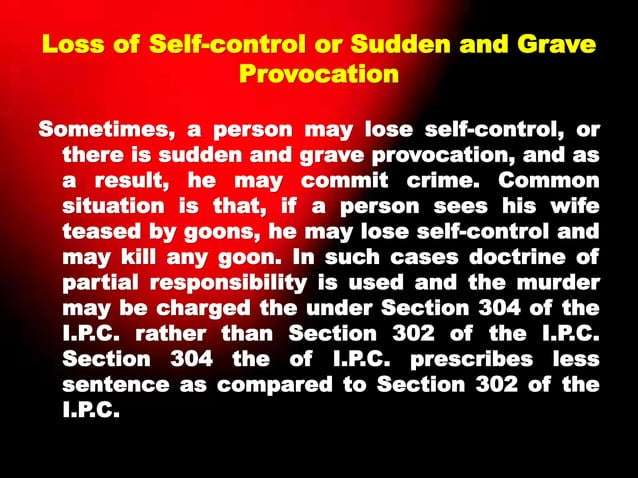 Loss of Self-control or Sudden and Grave
Provocation
Sometimes, a person may lose self-control, or
there is sudden and grave provocation, and as
a result, he may commit crime. Common
situation is that, if a person sees his wife
teased by goons, he may lose self-control and
may kill any goon. In such cases doctrine of
partial responsibility is used and the murder
may be charged the under Section 304 of the
I.P.C. rather than Section 302 of the I.P.C.
Section 304 the of I.P.C. prescribes less
sentence as compared to Section 302 of the
I.P.C.